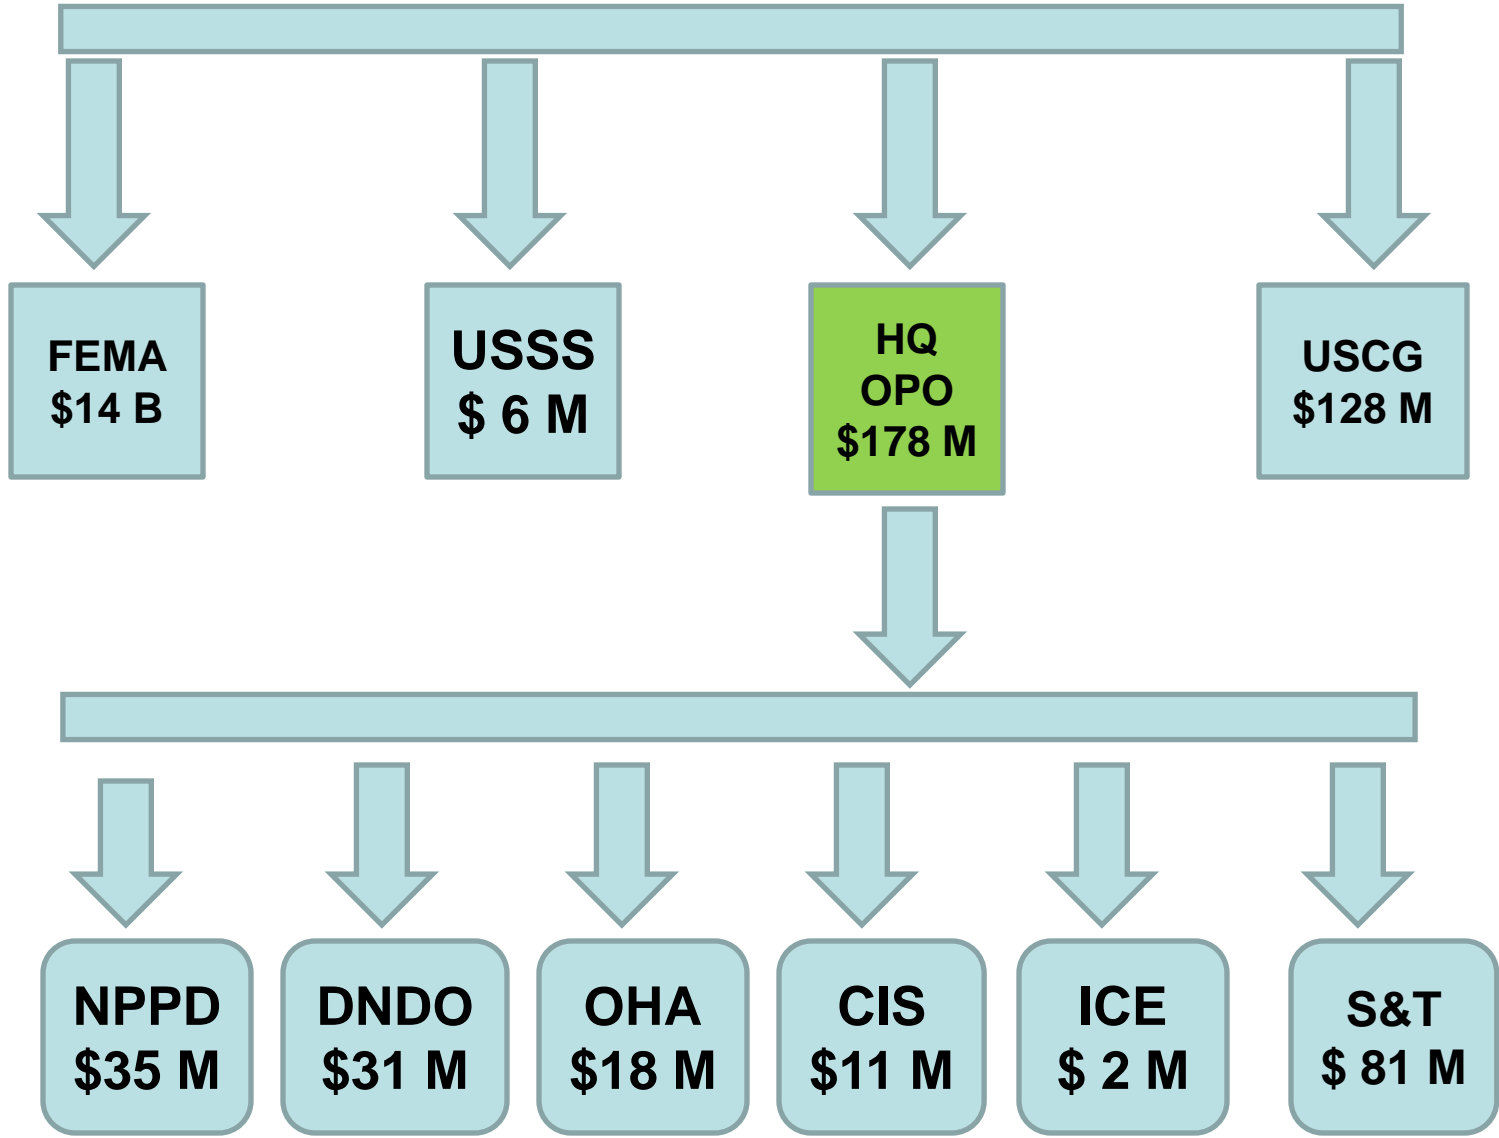 FEMA
$14 B
USSS
$ 6 M
HQ
OPO
$178 M
USCG
$128 M
NPPD
$35 M
DNDO
$31 M
OHA
$18 M
CIS
$11 M
ICE
$ 2 M
S&T
$ 81 M